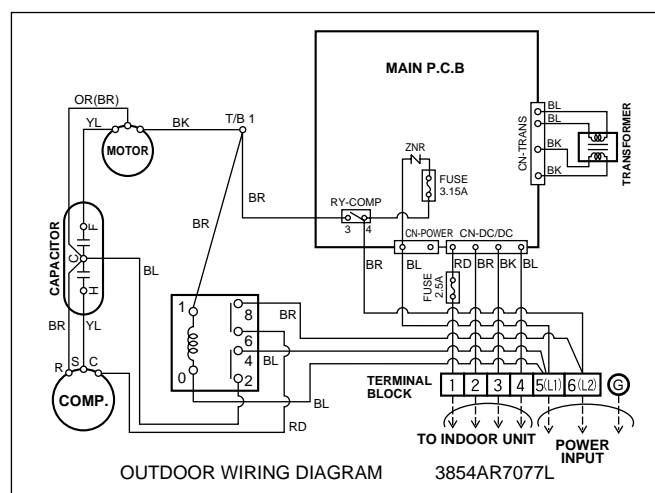 MAIN P.C.B
OR(BR)
YL
MOTOR
BK
T/B 1
ZNR
FUSE
3.15A
RY-COMP
3 4
CN-TRANS
BL
BL
BK
BK
TRANSFORMER
BR
BR
CAPACITOR
F
C
H
BL
BR
YL
R S C
COMP.
CN-POWER
CN-DC/DC
BR
BL
RD
BR
BK
BL
FUSE
2.5A
1
0
8
6
4
2
BR
BL
BL
RD
TERMINAL
BLOCK
1 2 3 4 5(L1) 6(L2) G
TO INDOOR UNIT
POWER
INPUT
OUTDOOR WIRING DIAGRAM 3854AR7077L